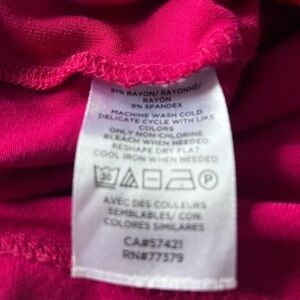 91% RAYON/ RAYONNE/
RAYÓN
9% SPANDEX
MACHINE WASH COLD
DELICATE CYCLE WITH LIKE
COLORS
ONLY NON-CHLORINE
BLEACH WHEN NEEDED
RESHAPE DRY FLAT
COOL IRON WHEN NEEDED
P
AVEC DES COULEURS
SEMBLABLES/ CON
COLORES SIMILARES
CA#57421
RN#77379